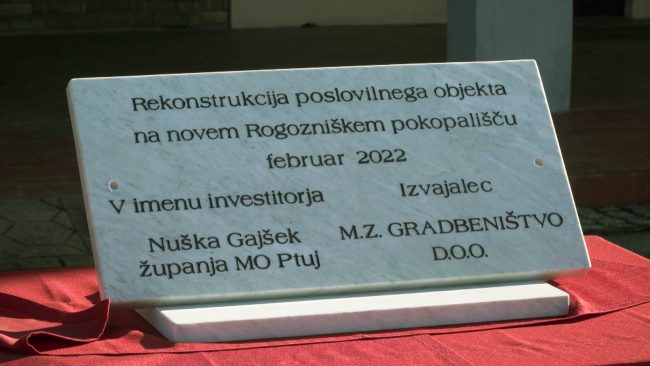 Rekonstrukcija poslovilnega objekta
na novem Rogozniškem pokopališču
februar 2022
V imenu investitorja
Nuška Gajšek
županja MO Ptuj
Izvajalec
M.Z. GRADBENIŠTVO
D.O.O.